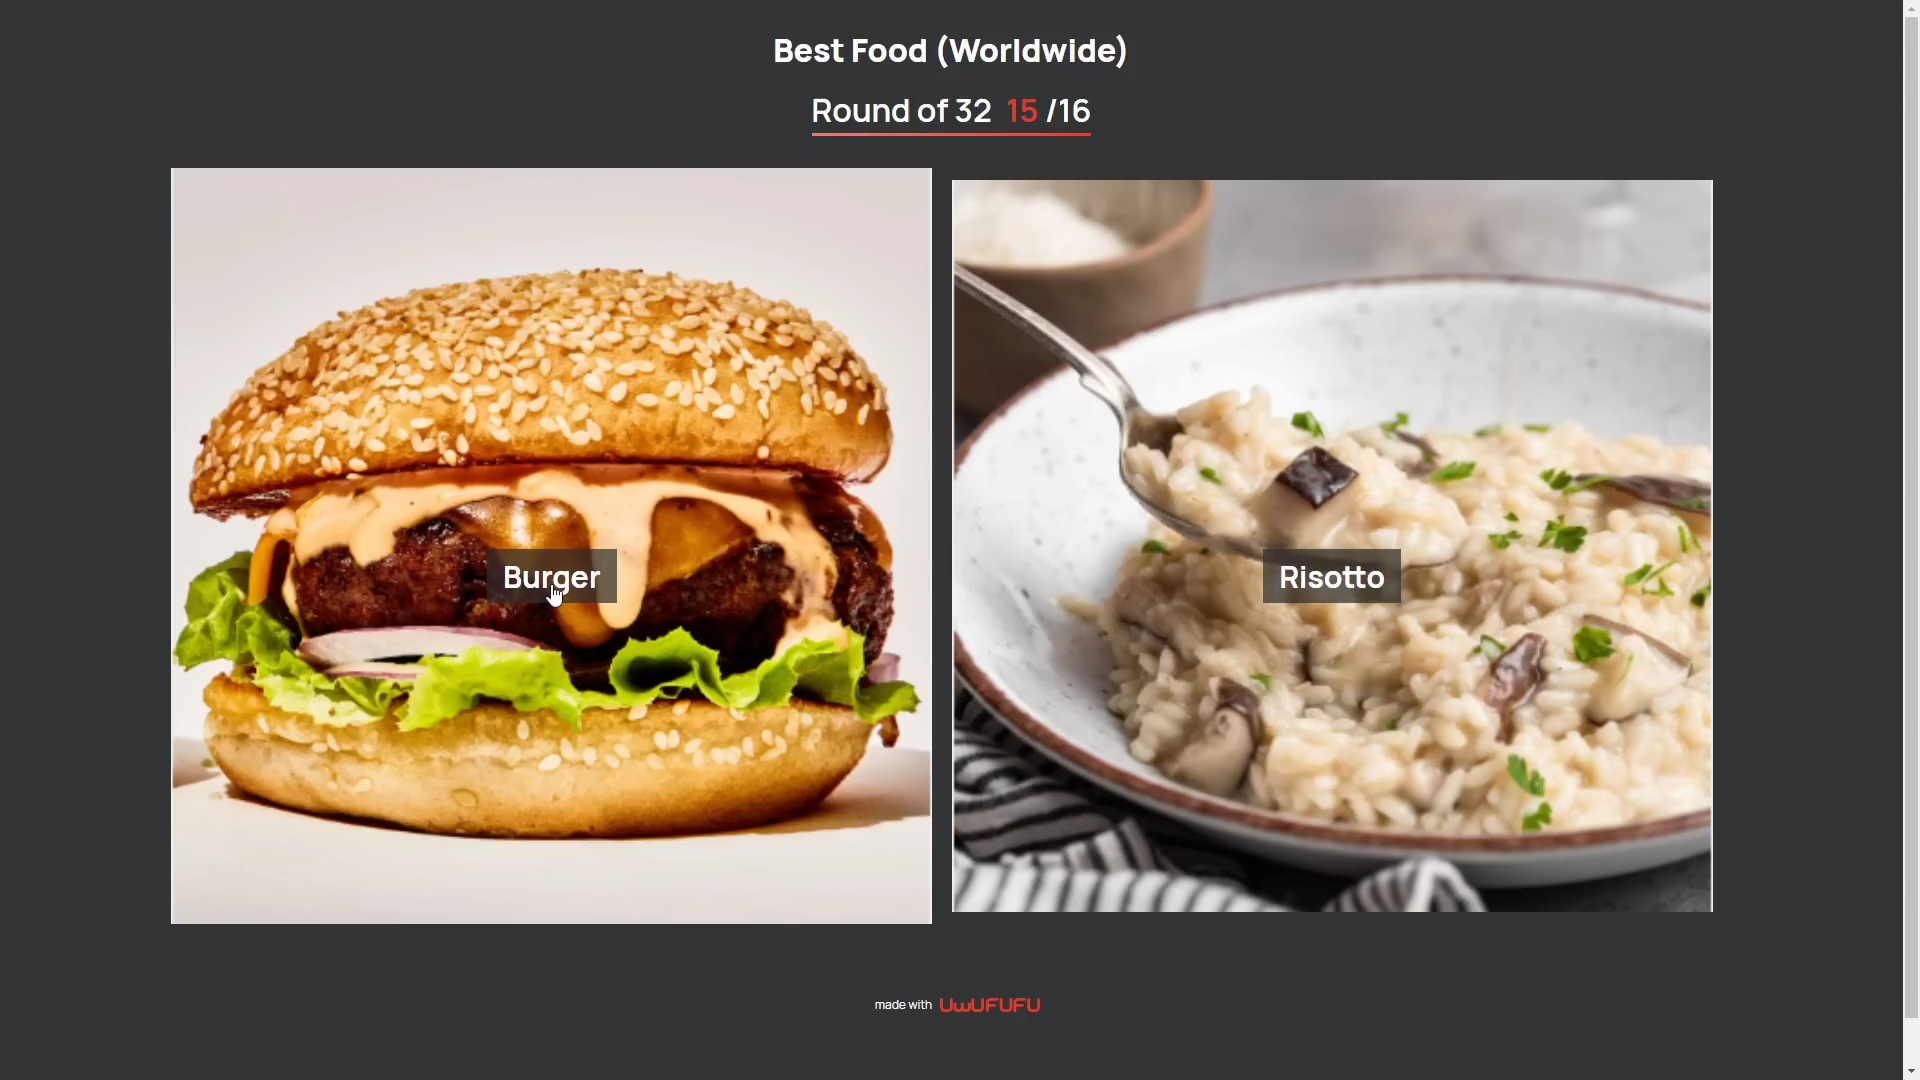 Best Food (Worldwide)
Round of 32 15 /16
Burger
Risotto
made with UwUFUFU